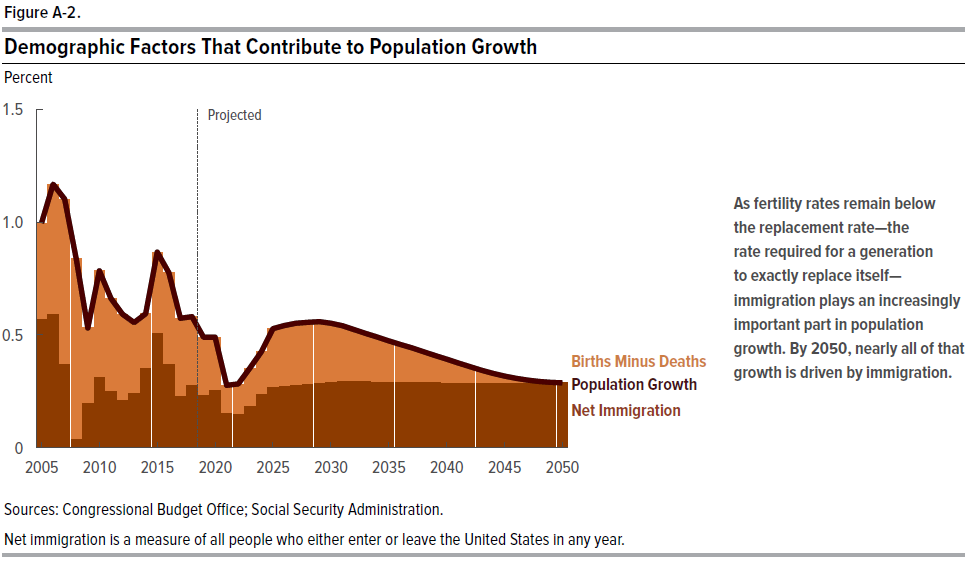 Figure A-2.
Demographic Factors That Contribute to Population Growth
Percent
1.5
Projected
1.0
0.5
0
As fertility rates remain below
the replacement rate—the
rate required for a generation
to exactly replace itself—
immigration plays an increasingly
important part in population
growth. By 2050, nearly all of that
growth is driven by immigration.
Births Minus Deaths
Population Growth
Net Immigration
2005 2010 2015 2020 2025 2030 2035 2040 2045 2050
Sources: Congressional Budget Office; Social Security Administration.
Net immigration is a measure of all people who either enter or leave the United States in any year.